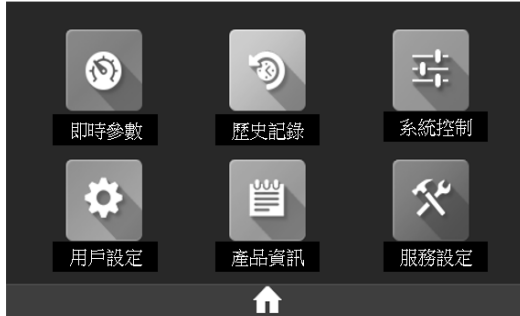 即時參數
歷史記錄
系統控制
用戶設定
產品資訊
服務設定